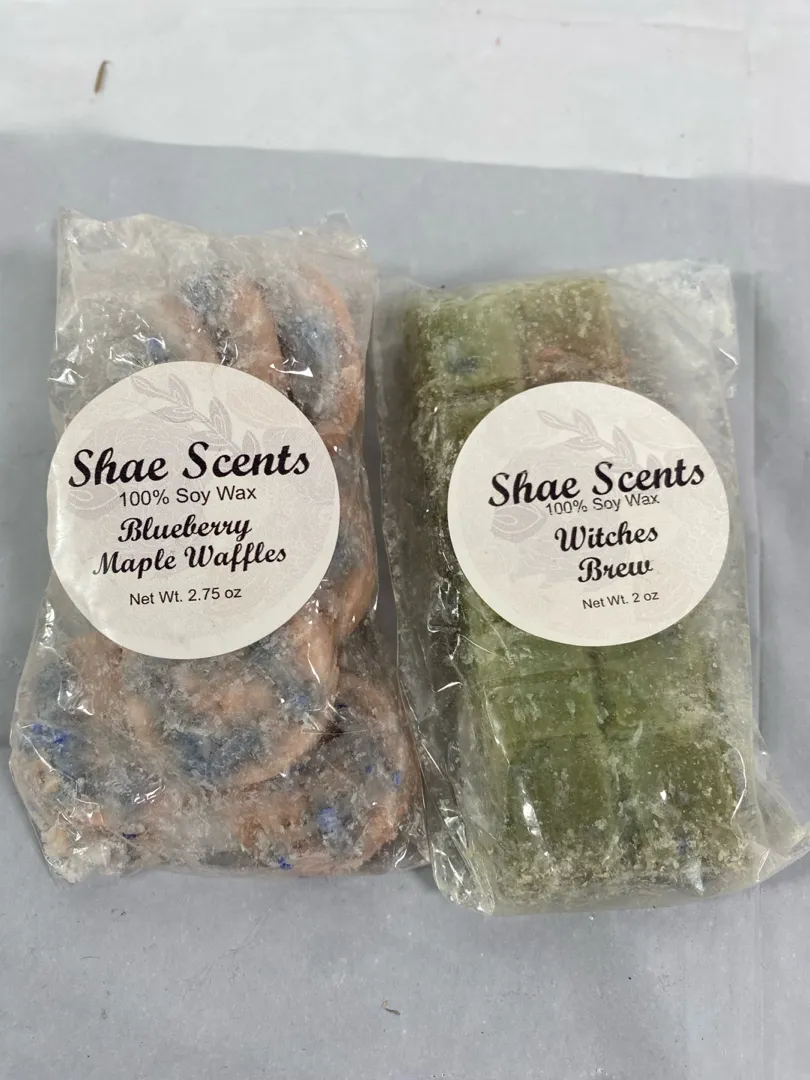 Shae Scents
100% Soy Wax
Blueberry
Maple Waffles
Net Wt. 2.75 oz
Shae Scents
100% Soy Wax
Witches
Brew
Net Wt. 2 oz